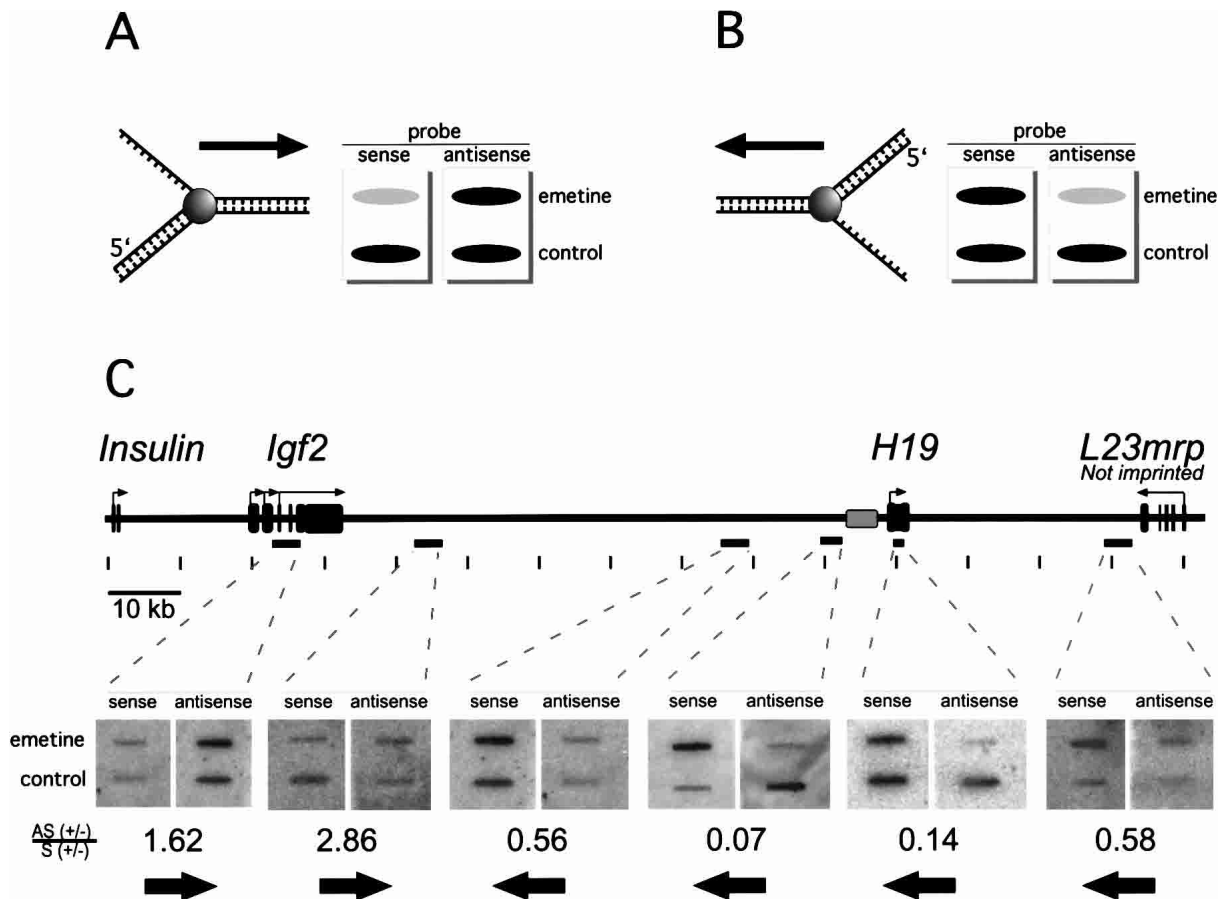 A
B
probe
sense antisense
emetine
control
5‘
probe
sense antisense
emetine
control
5‘
C
Insulin
Igf2
H19
L23mrp
Not imprinted
10 kb
sense antisense sense antisense sense antisense sense antisense sense antisense sense antisense
emetine
control
AS (+/-)
S (+/-)
1.62 2.86 0.56 0.07 0.14 0.58